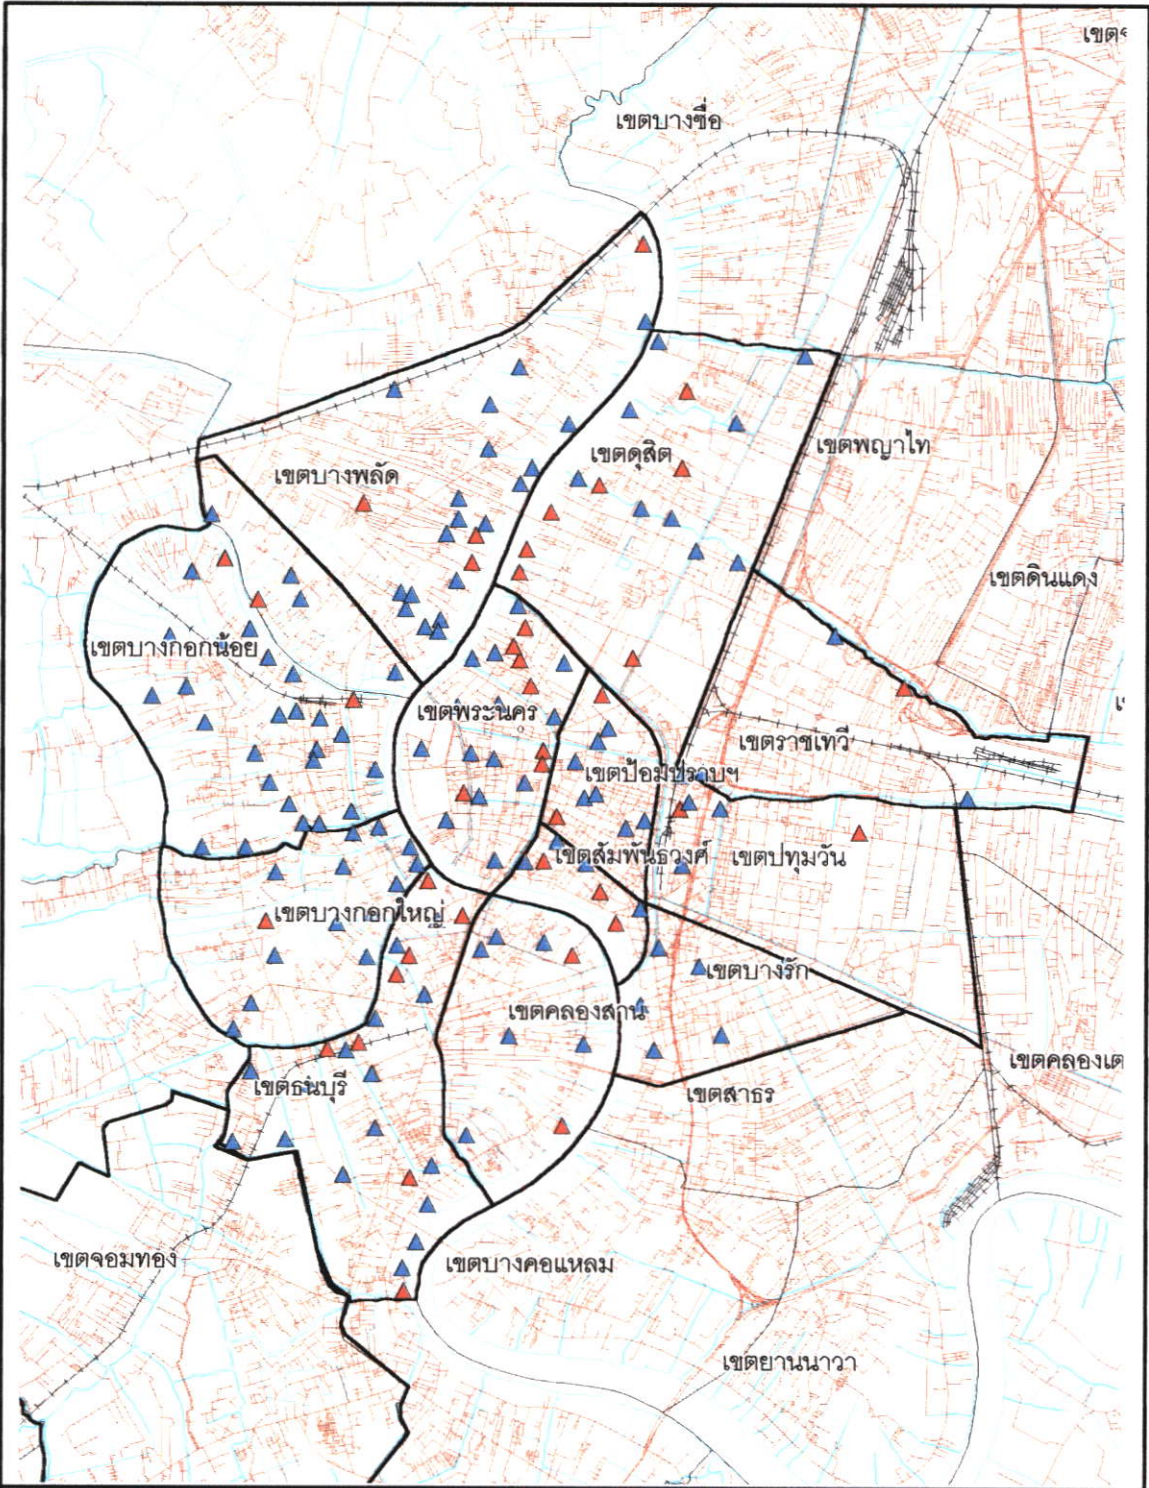 เขตบางซื่อ
เขตพญาไท
เขตดุสิต
เขตบางพลัด
เขตดินแดง
เขตบางกอกน้อย
เขตพระนคร
เขตราชเทวี
เขตป้อมปราบฯ
เขตสัมพันธวงศ์
เขตปทุมวัน
เขตบางกอกใหญ่
เขตบางรัก
เขตคลองสาน
เขตคลองเต
เขตธนบุรี
เขตสาธร
เขตจอมทอง
เขตบางคอแหลม
เขตยานนาวา